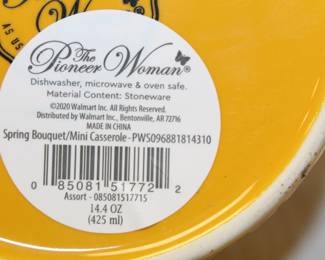 The
Pioneer Woman®
Dishwasher, microwave & oven safe.
Material Content: Stoneware
©2020 Walmart Inc. All Rights Reserved.
Distributed by Walmart Inc., Bentonville, AR 72716
MADE IN CHINA
Spring Bouquet/Mini Casserole-PWS096881814310
0 85081 51772 2
Assort - 085081517715
14.4 OZ
(425 ml)